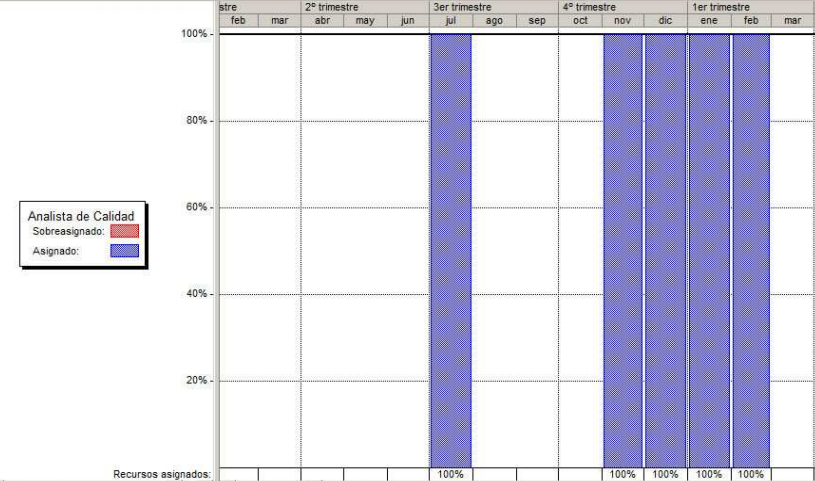 stre 2º trimestre 3er trimestre 4º trimestre 1er trimestre
feb mar abr may jun jul ago sep oct nov dic ene feb mar
100%
80%
60%
Analista de Calidad
Sobreasignado:
Asignado:
40%
20%
Recursos asignados: 100% 100% 100% 100% 100%